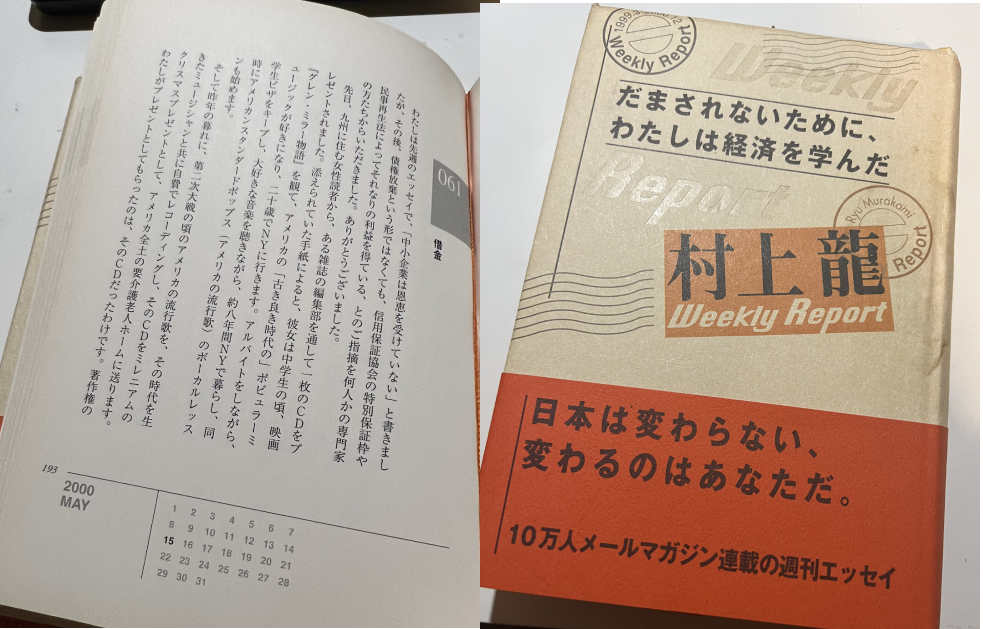 061
借金
わたしは先週のエッセイで、「中小企業は恩恵を受けていない」と書きまし
たが、その後、債権放棄という形ではなくても、信用保証協会の特別保証枠や
民事再生法によってそれなりの利益を得ている、とのご指摘を何人かの専門家
の方たちからいただきました。ありがとうございました。
先日、九州に住む女性読者から、ある雑誌の編集部を通して一枚のCDをプ
レゼントされました。添えられていた手紙によると、彼女は中学生の頃、映画
『グレン・ミラー物語』を観て、アメリカの「古き良き時代の」ポピュラーミ
ュージックが好きになり、二十歳でNYに行きます。アルバイトをしながら、
学生ビザをキープし、大好きな音楽を聴きながら、約八年間NYで暮らし、同
時にアメリカンスタンダードポップス（アメリカの流行歌）のボーカルレッス
ンも始めます。
そして昨年の暮れに、第二次大戦の頃のアメリカの流行歌を、その時代を生
きたミュージシャンと共に自費でレコーディングし、そのCDをミレニアムの
クリスマスプレゼントとして、アメリカ全土の要介護老人ホームに送ります。
わたしがプレゼントとしてもらったのは、そのCDだったわけです。著作権の
193
2000
MAY
1 2 3 4 5 6 7
8 9 10 11 12 13 14
15 16 17 18 19 20 21
22 23 24 25 26 27 28
29 30 31
Weekly Report
Weekly
だまされないために、
わたしは経済を学んだ
Report
Ryu Murakami
Report
村上龍
Weekly Report
日本は変わらない、
変わるのはあなただ。
10万人メールマガジン連載の週刊エッセイ